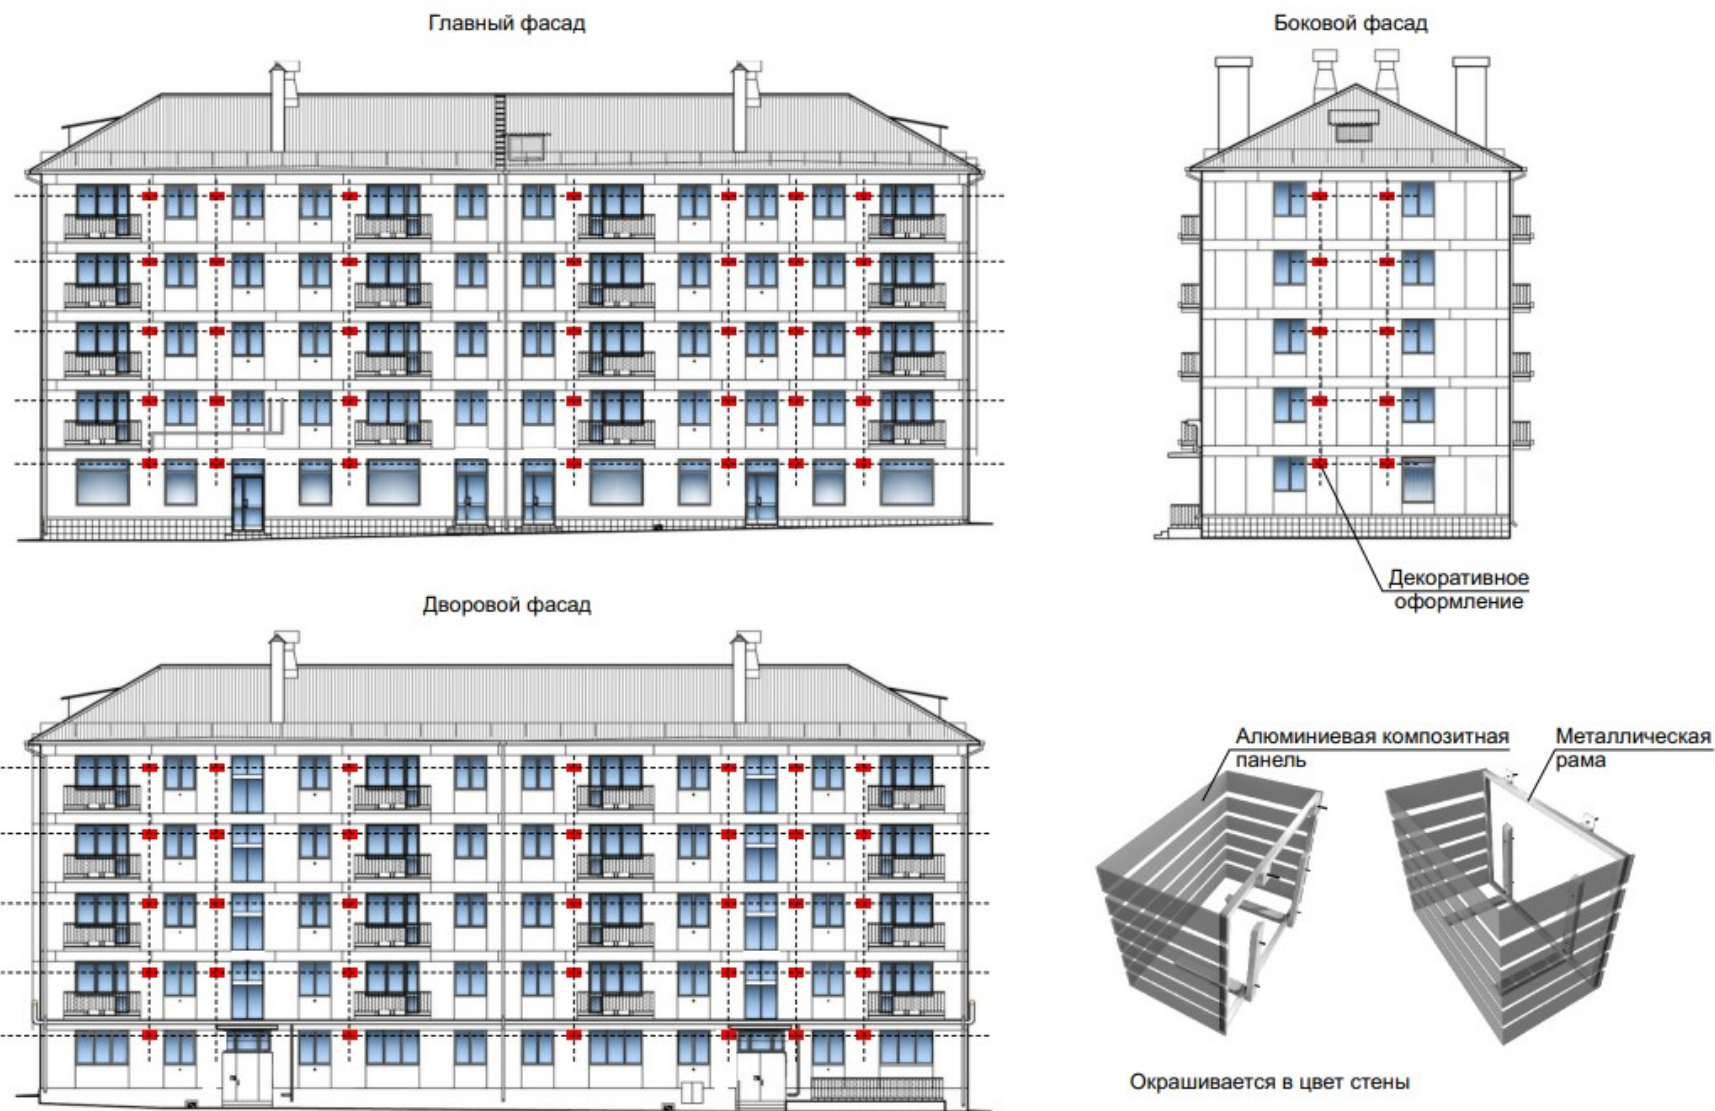 Главный фасад
Боковой фасад
Декоративное
оформление
Дворовой фасад
Алюминиевая композитная
панель
Металлическая
рама
Окрашивается в цвет стены